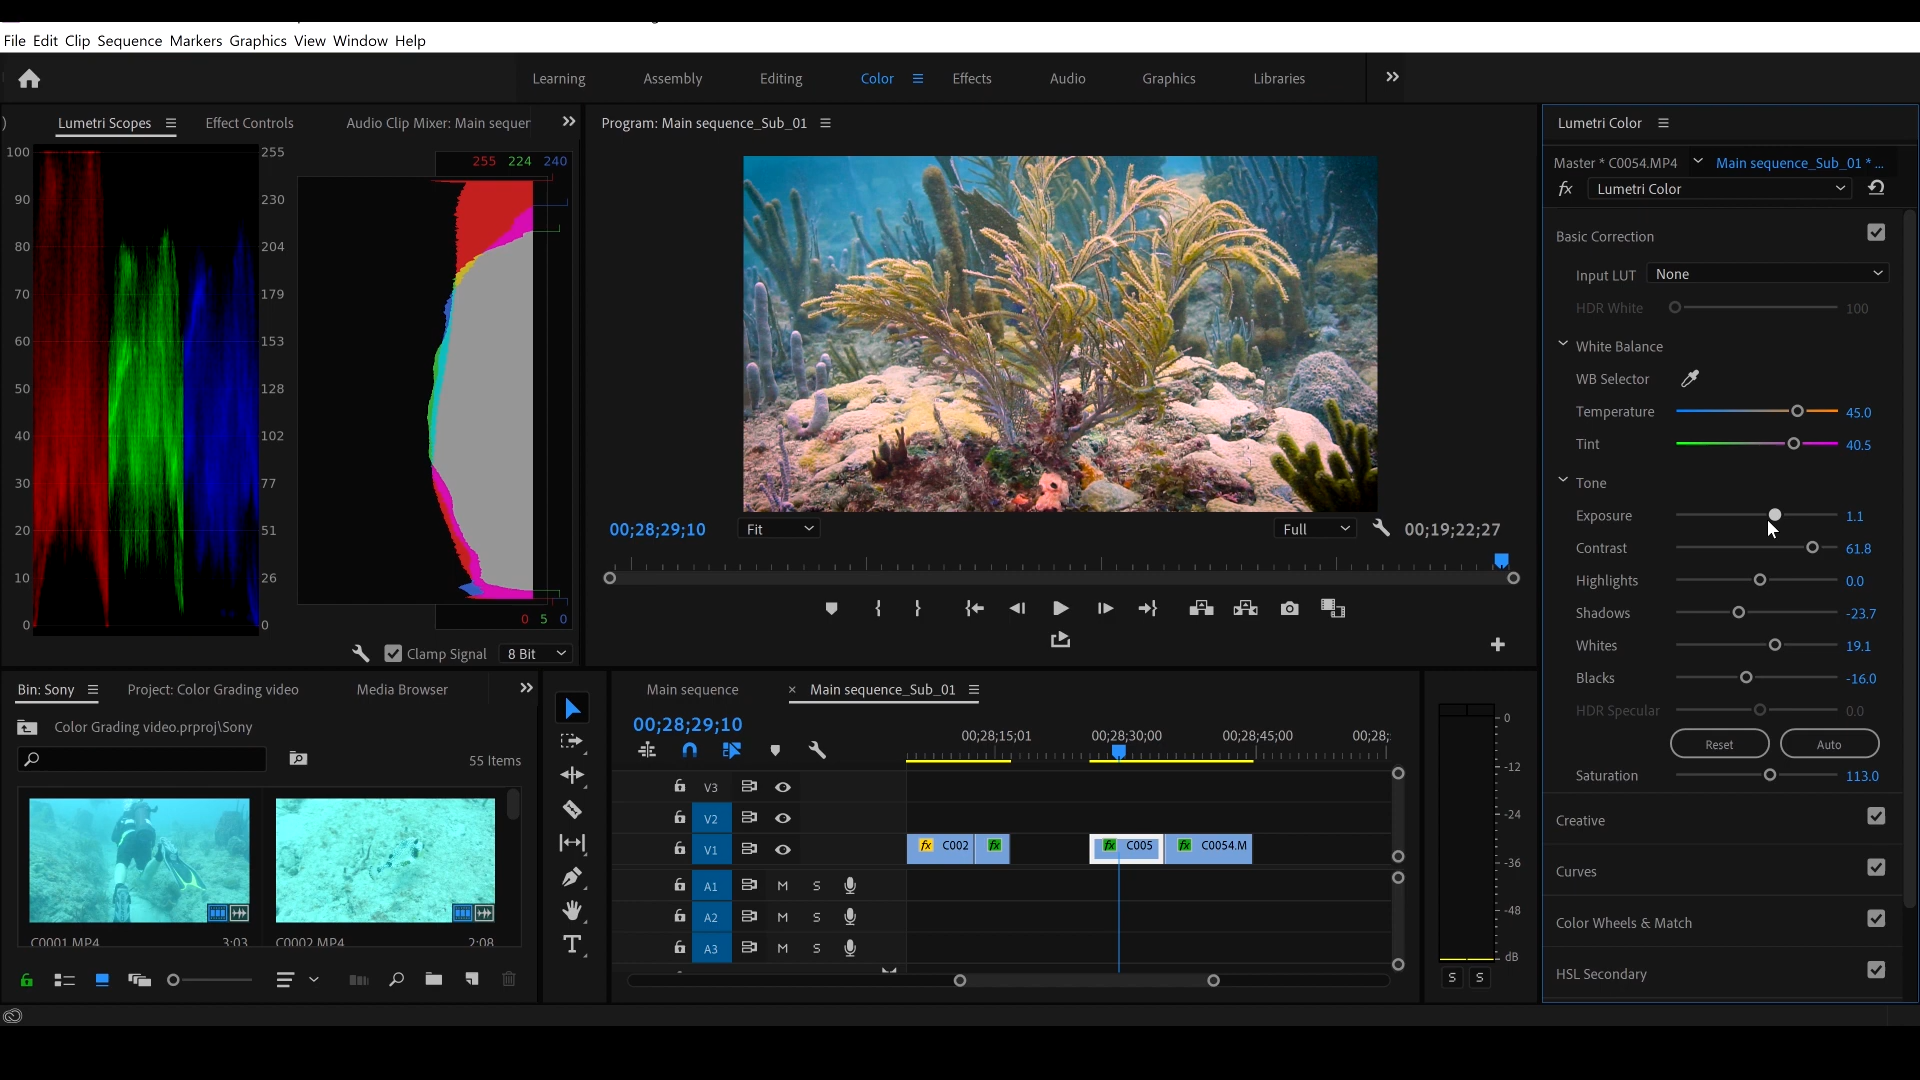 File Edit Clip Sequence Markers Graphics View Window Help
Learning Assembly Editing Color Effects Audio Graphics Libraries
Lumetri Scopes Effect Controls Audio Clip Mixer: Main sequer
100 255
90 230
80 204
70 179
60 153
50 128
40 102
30 77
20 51
10 26
0 0
255 224 240
0 5 0
Clamp Signal 8 Bit
Program: Main sequence_Sub_01
00;28;29;10 Fit Full 00;19;22;27
Lumetri Color
Master * C0054.MP4 Main sequence_Sub_01 * ...
fx Lumetri Color
Basic Correction
Input LUT None
HDR White 100
White Balance
WB Selector
Temperature 45.0
Tint 40.5
Tone
Exposure 1.1
Contrast 61.8
Highlights 0.0
Shadows -23.7
Whites 19.1
Blacks -16.0
HDR Specular 0.0
Reset Auto
Saturation 113.0
Creative
Curves
Color Wheels & Match
HSL Secondary
Bin: Sony Project: Color Grading video Media Browser
Color Grading video.prproj\Sony
55 Items
C0001.MP4 3:03 C0002.MP4 2:08
Main sequence × Main sequence_Sub_01
00;28;29;10
00;28;15;01 00;28;30;00 00;28;45;00 00;28;
V3
V2
V1 fx C002 fx fx C005 fx C0054.M
A1 M S
A2 M S
A3 M S
0
-12
-24
-36
-48
dB
S S